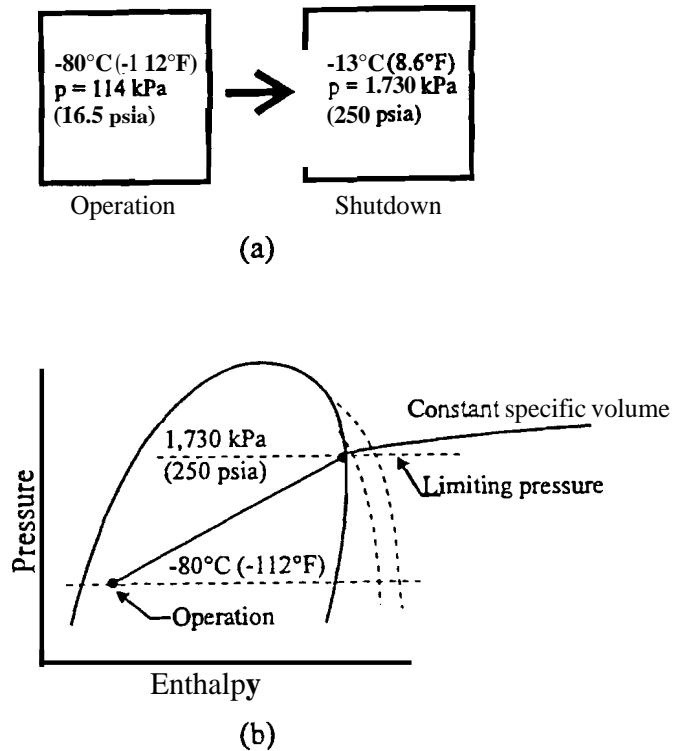 -80°C (-1 12°F)
p = 114 kPa
(16.5 psia)
-13°C (8.6°F)
p = 1.730 kPa
(250 psia)
Operation
Shutdown
(a)
Constant specific volume
1,730 kPa
(250 psia)
Limiting pressure
Pressure
-80°C (-112°F)
Operation
Enthalpy
(b)